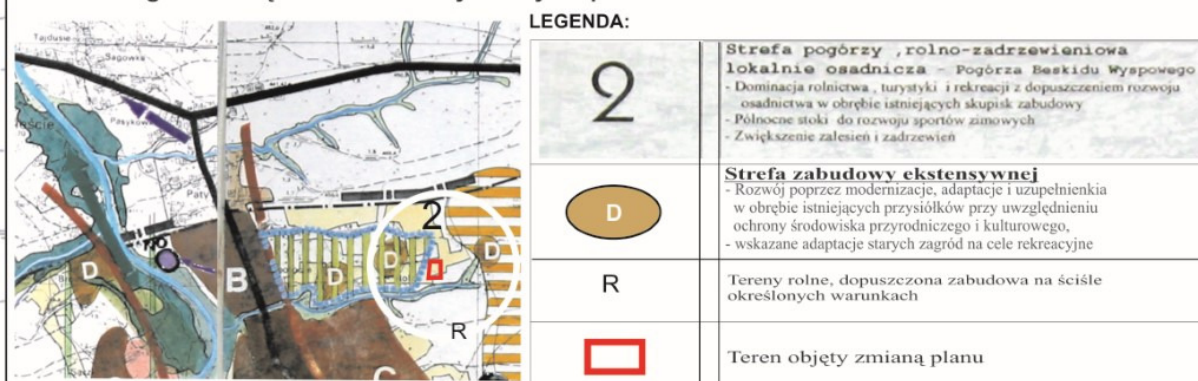 LEGENDA:
Tajdusie
Sagowka
B
D
2
D
D
D
R
C
2
Strefa pogórzy ,rolno-zadrzewieniowa
lokalnie osadnicza - Pogórza Beskidu Wyspowego
- Dominacja rolnictwa , turystyki i rekreacji z dopuszczeniem rozwoju
osadnictwa w obrębie istniejących skupisk zabudowy
- Północne stoki do rozwoju sportów zimowych
- Zwiększenie zalesień i zadrzewień
D
Strefa zabudowy ekstensywnej
- Rozwój poprzez modernizacje, adaptacje i uzupełnienkia
w obrębie istniejących przysiółków przy uwzględnieniu
ochrony środowiska przyrodniczego i kulturowego,
- wskazane adaptacje starych zagród na cele rekreacyjne
R
Tereny rolne, dopuszczona zabudowa na ściśle
określonych warunkach
Teren objęty zmianą planu